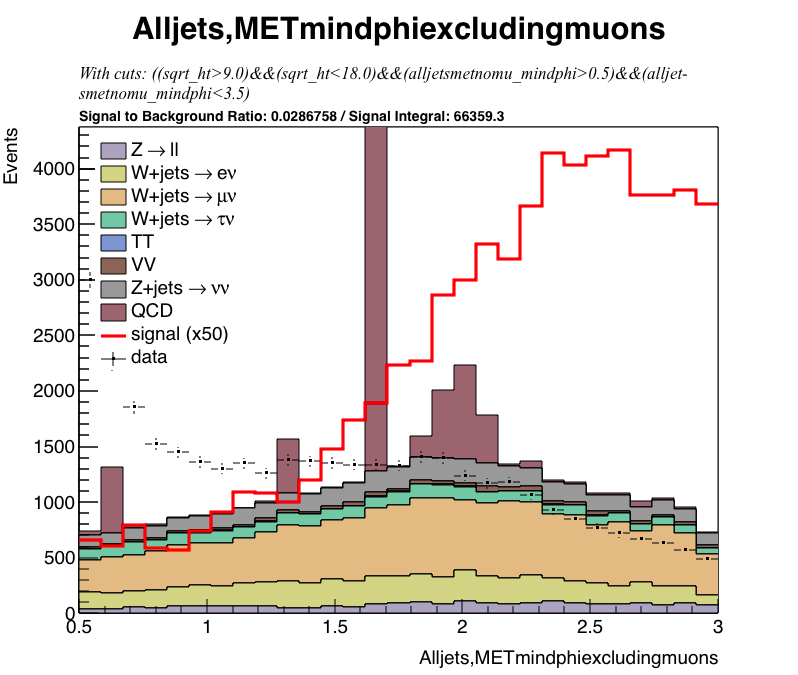 Alljets,METmindphiexcludingmuons
With cuts: ((sqrt_ht>9.0)&&(sqrt_ht<18.0)&&(alljetsmetnomu_mindphi>0.5)&&(alljet-
smetnomu_mindphi<3.5)
Signal to Background Ratio: 0.0286758 / Signal Integral: 66359.3
Events
4000
3500
3000
2500
2000
1500
1000
500
0
Z → ll
W+jets → eν
W+jets → μν
W+jets → τν
TT
VV
Z+jets → νν
QCD
signal (x50)
data
0.5 1 1.5 2 2.5 3
Alljets,METmindphiexcludingmuons